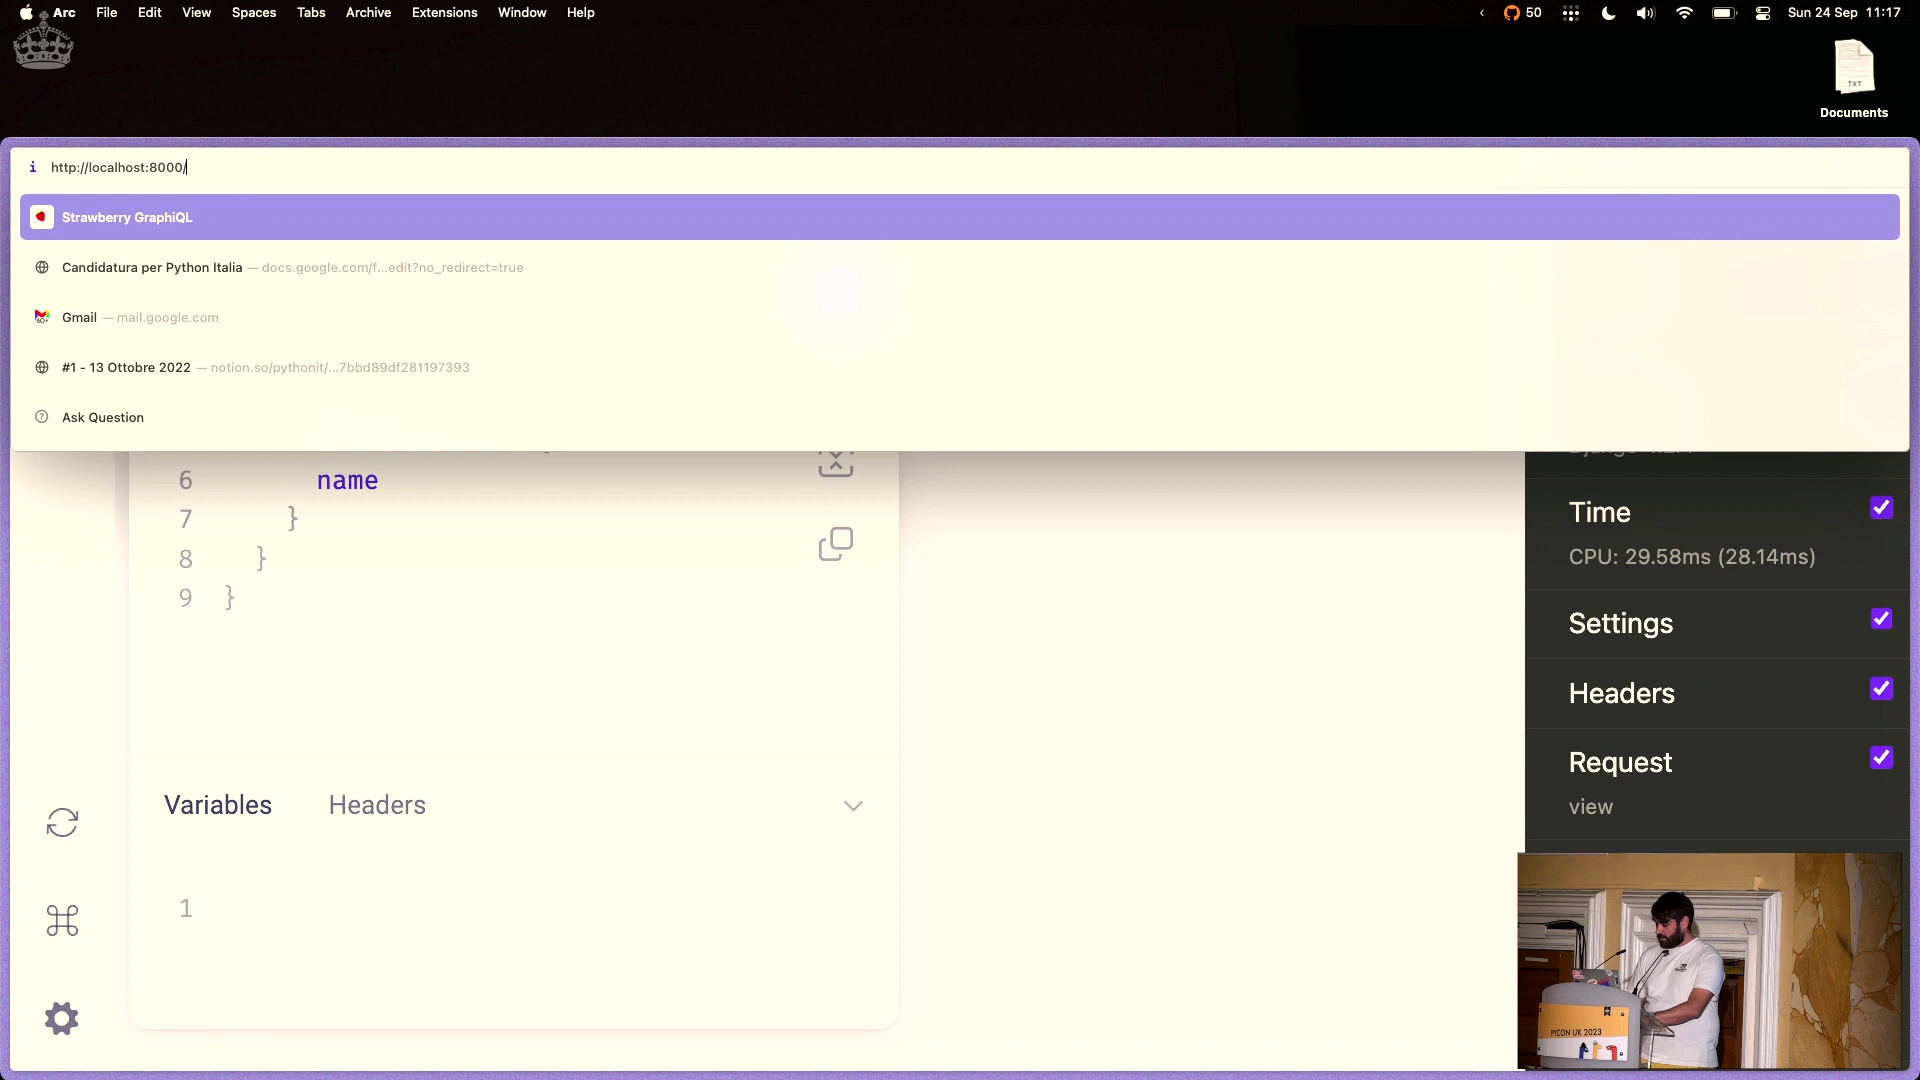 Arc File Edit View Spaces Tabs Archive Extensions Window Help
50
Sun 24 Sep 11:17
TXT
Documents
http://localhost:8000/
Strawberry GraphiQL
Candidatura per Python Italia — docs.google.com/f...edit?no_redirect=true
Gmail — mail.google.com
#1 - 13 Ottobre 2022 — notion.so/pythonit/...7bbd89df281197393
Ask Question
6 name
7 }
8 }
9 }
Variables Headers
1
Time
CPU: 29.58ms (28.14ms)
Settings
Headers
Request
view
PYCON UK 2023